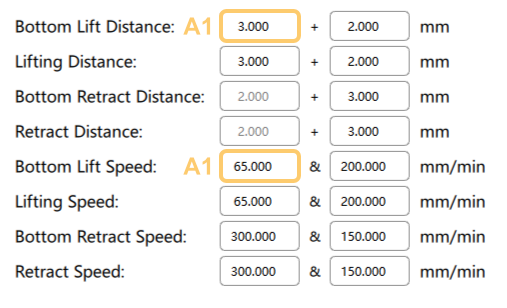 Bottom Lift Distance: A1 3.000 + 2.000 mm
Lifting Distance: 3.000 + 2.000 mm
Bottom Retract Distance: 2.000 + 3.000 mm
Retract Distance: 2.000 + 3.000 mm
Bottom Lift Speed: A1 65.000 & 200.000 mm/min
Lifting Speed: 65.000 & 200.000 mm/min
Bottom Retract Speed: 300.000 & 150.000 mm/min
Retract Speed: 300.000 & 150.000 mm/min